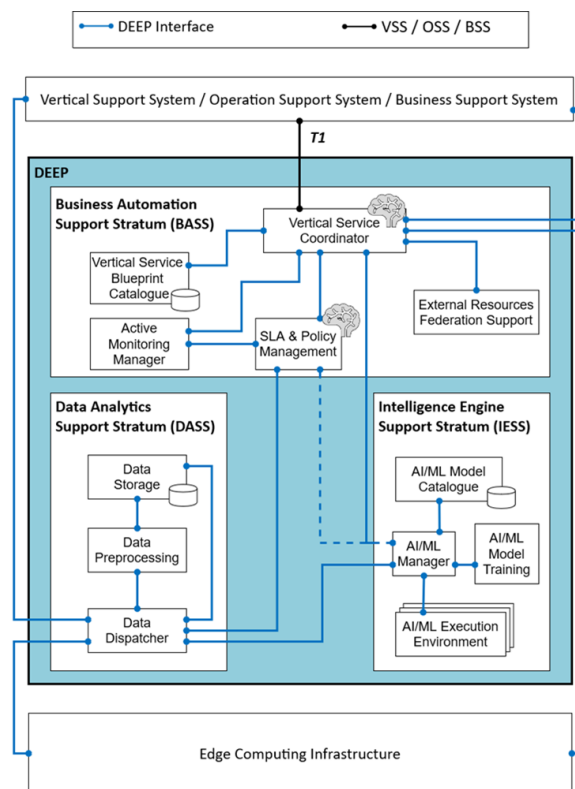 DEEP Interface
VSS / OSS / BSS
Vertical Support System / Operation Support System / Business Support System
T1
DEEP
Business Automation
Support Stratum (BASS)
Vertical Service
Coordinator
Vertical Service
Blueprint
Catalogue
External Resources
Federation Support
Active
Monitoring
Manager
SLA & Policy
Management
Data Analytics
Support Stratum (DASS)
Data
Storage
Data
Preprocessing
Data
Dispatcher
Intelligence Engine
Support Stratum (IESS)
AI/ML Model
Catalogue
AI/ML
Manager
AI/ML
Model
Training
AI/ML Execution
Environment
Edge Computing Infrastructure